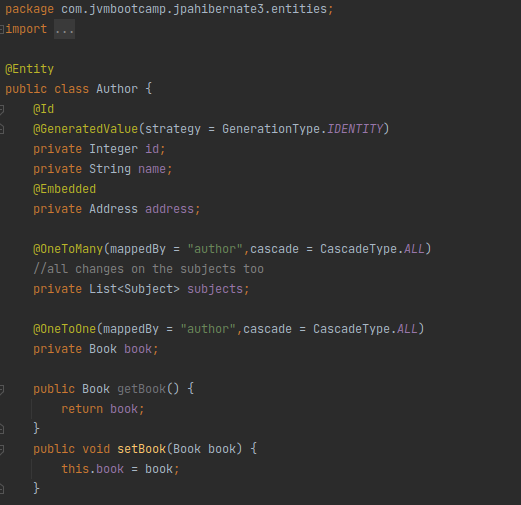 package com.jvmbootcamp.jpahibernate3.entities;
import ...
@Entity
public class Author {
@Id
@GeneratedValue(strategy = GenerationType.IDENTITY)
private Integer id;
private String name;
@Embedded
private Address address;
@OneToMany(mappedBy = "author",cascade = CascadeType.ALL)
//all changes on the subjects too
private List<Subject> subjects;
@OneToOne(mappedBy = "author",cascade = CascadeType.ALL)
private Book book;
public Book getBook() {
return book;
}
public void setBook(Book book) {
this.book = book;
}